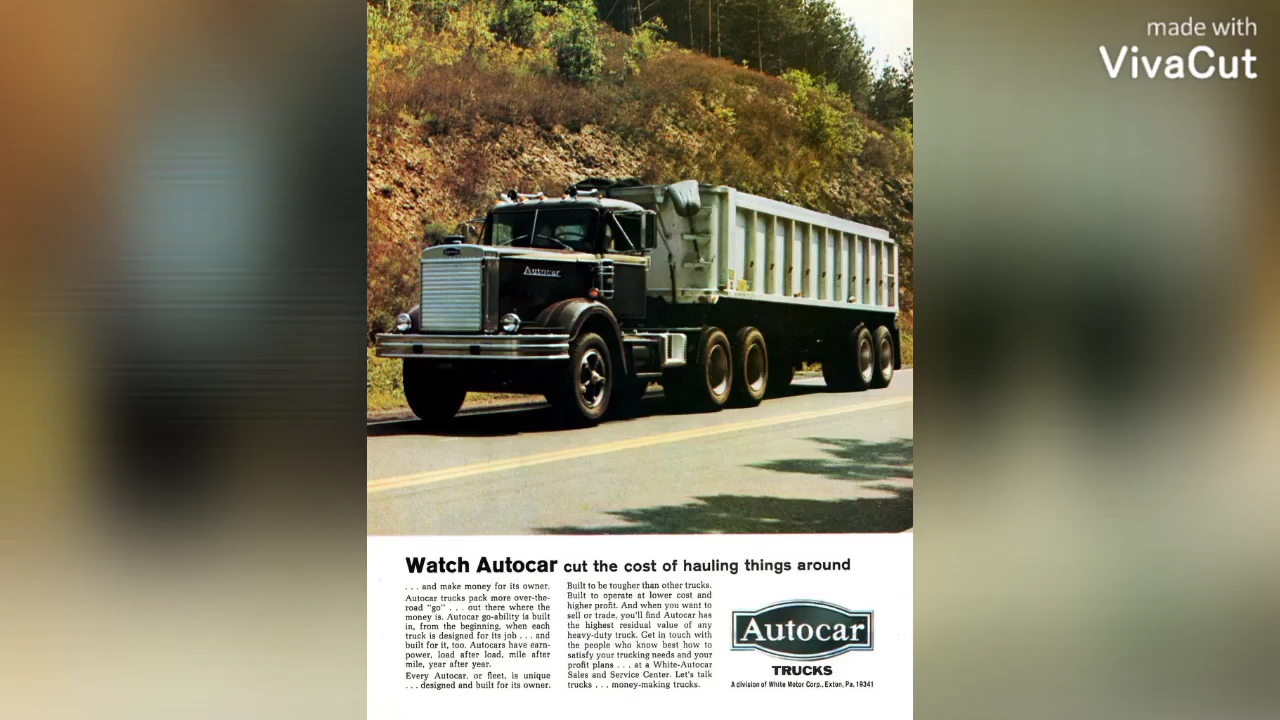 made with
VivaCut
Autocar
Watch Autocar cut the cost of hauling things around
. . . and make money for its owner.
Autocar trucks pack more over-the-
road "go" . . . out there where the
money is. Autocar go-ability is built
in, from the beginning, when each
truck is designed for its job . . . and
built for it, too. Autocars have earn-
power, load after load, mile after
mile, year after year.
Every Autocar, or fleet, is unique
. . . designed and built for its owner.
Built to be tougher than other trucks.
Built to operate at lower cost and
higher profit. And when you want to
sell or trade, you'll find Autocar has
the highest residual value of any
heavy-duty truck. Get in touch with
the people who know best how to
satisfy your trucking needs and your
profit plans . . . at a White-Autocar
Sales and Service Center. Let's talk
trucks . . . money-making trucks.
Autocar
TRUCKS
A division of White Motor Corp., Exton, Pa. 19341